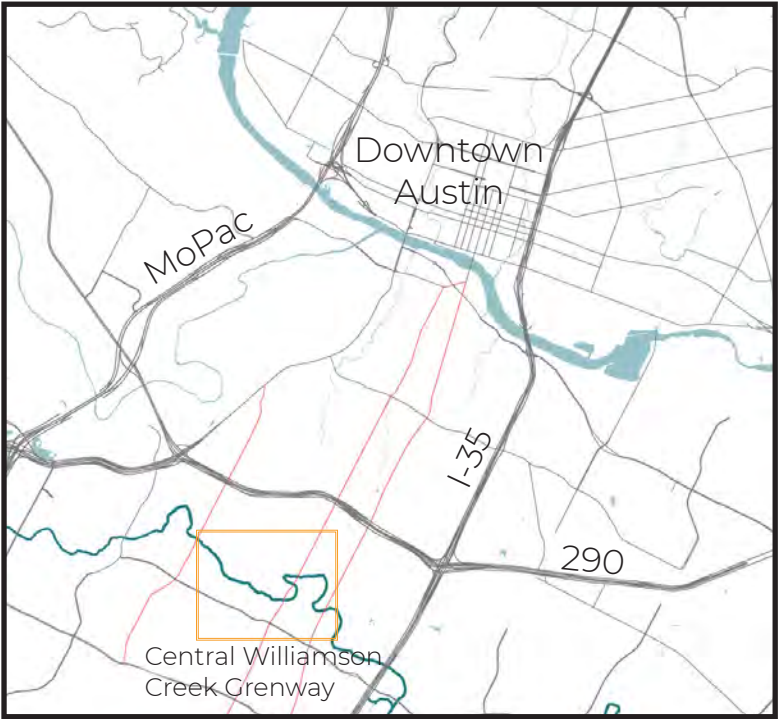 Downtown
Austin
MoPac
I-35
290
Central Williamson
Creek Grenway